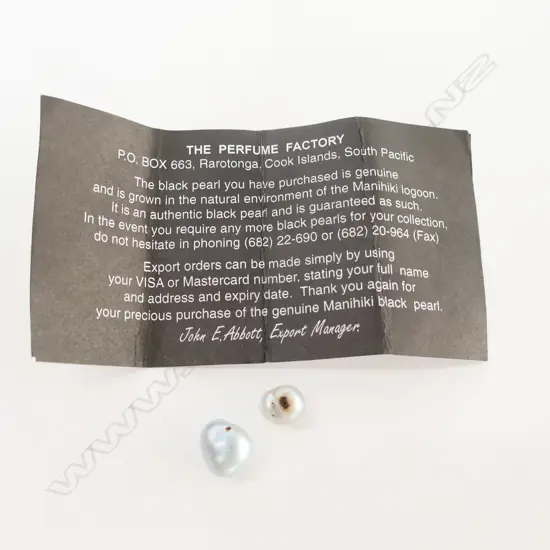 THE PERFUME FACTORY
P.O. BOX 663, Rarotonga, Cook Islands, South Pacific
The black pearl you have purchased is genuine
and is grown in the natural environment of the Manihiki logoon.
It is an authentic black pearl and is guaranteed as such.
In the event you require any more black pearls for your collection,
do not hesitate in phoning (682) 22-690 or (682) 20-964 (Fax)
Export orders can be made simply by using
your VISA or Mastercard number, stating your full name
and address and expiry date. Thank you again for
your precious purchase of the genuine Manihiki black pearl.
John E. Abbott, Export Manager.